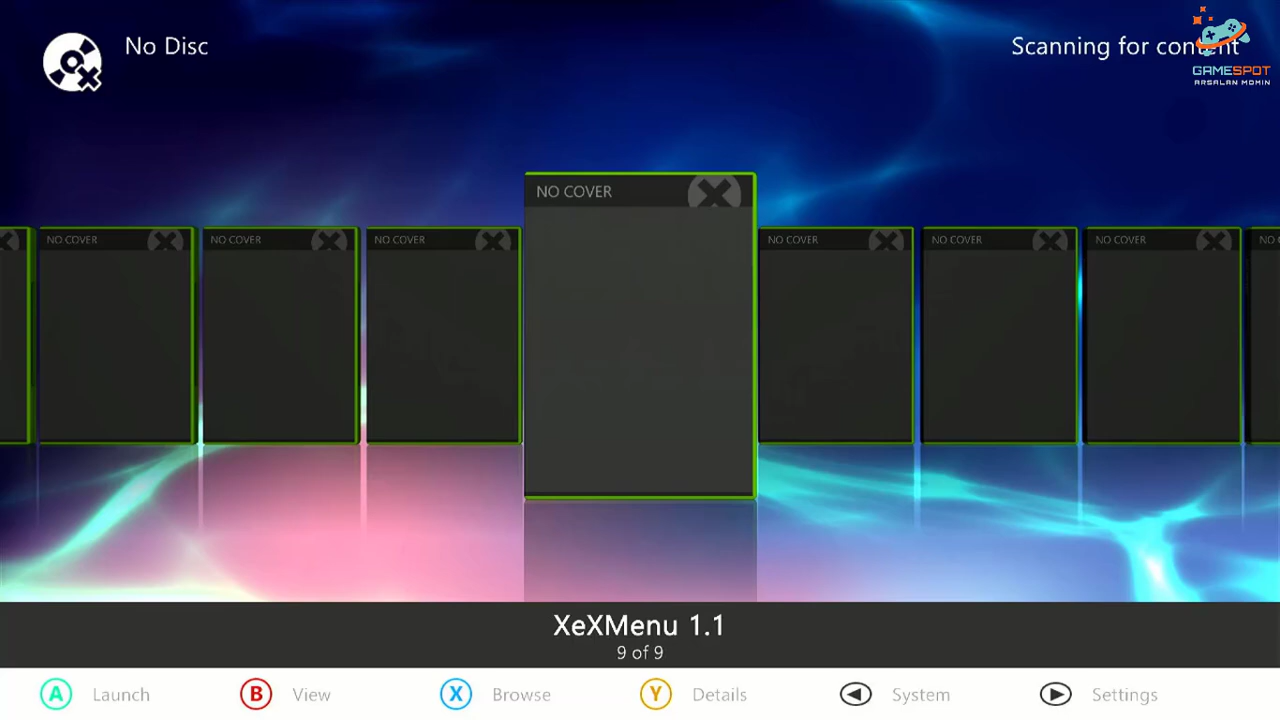 No Disc
Scanning for content
GAMESPOT
ARSALAN MOMIN
NO COVER
NO COVER
NO COVER
NO COVER
NO COVER
NO COVER
NO COVER
NO
XeXMenu 1.1
9 of 9
A Launch
B View
X Browse
Y Details
System
Settings